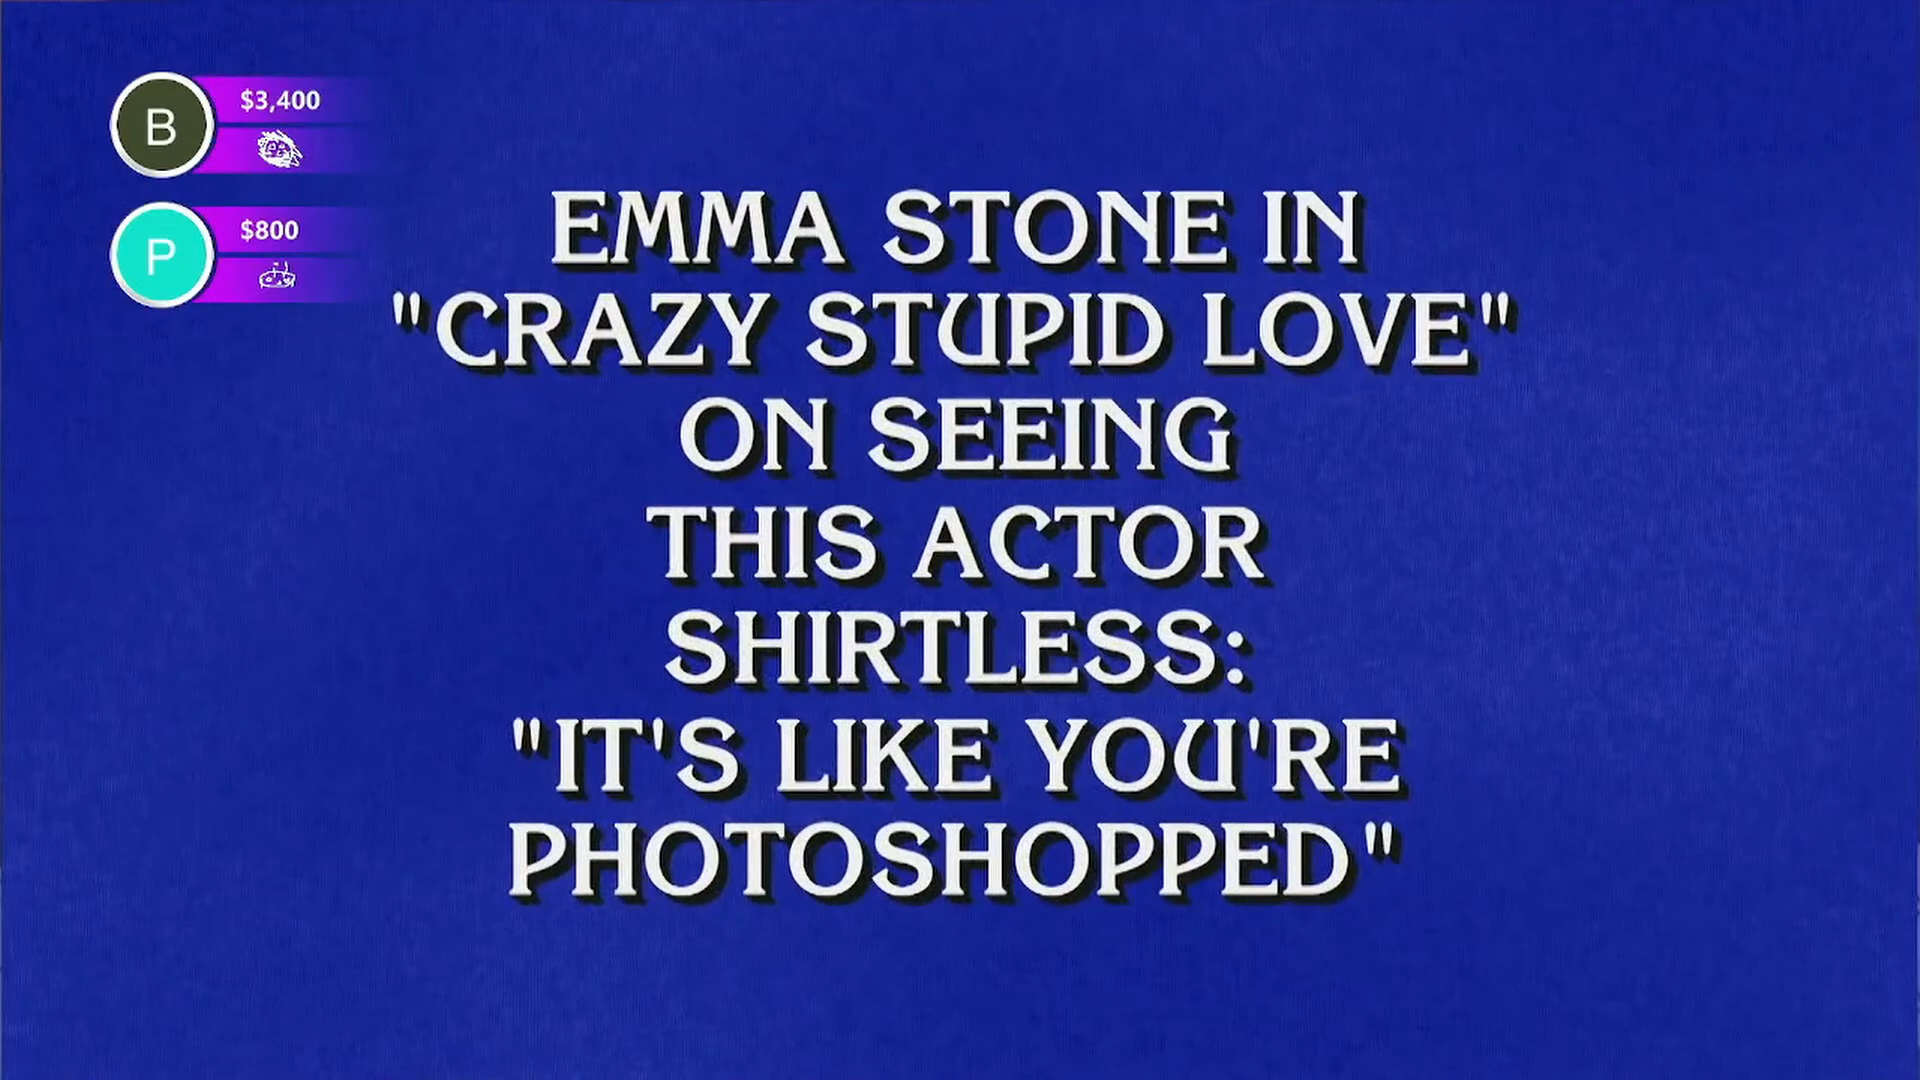 B
$3,400
P
$800
EMMA STONE IN
"CRAZY STUPID LOVE"
ON SEEING
THIS ACTOR
SHIRTLESS:
"IT'S LIKE YOU'RE
PHOTOSHOPPED"